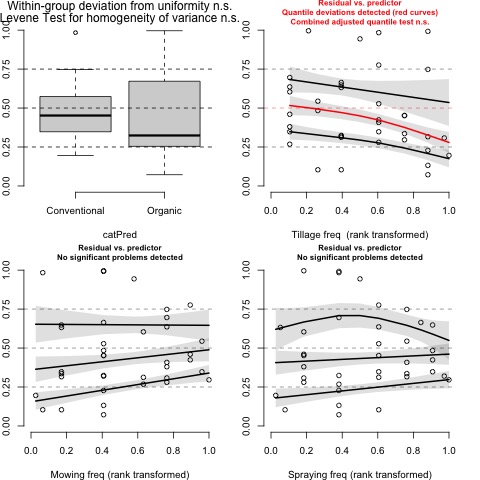 Within-group deviation from uniformity n.s.
Levene Test for homogeneity of variance n.s.
0.00 0.25 0.50 0.75 1.00
Conventional Organic
catPred
Residual vs. predictor
Quantile deviations detected (red curves)
Combined adjusted quantile test n.s.
0.00 0.25 0.50 0.75 1.00
0.0 0.2 0.4 0.6 0.8 1.0
Tillage freq (rank transformed)
Residual vs. predictor
No significant problems detected
0.00 0.25 0.50 0.75 1.00
0.0 0.2 0.4 0.6 0.8 1.0
Mowing freq (rank transformed)
Residual vs. predictor
No significant problems detected
0.00 0.25 0.50 0.75 1.00
0.0 0.2 0.4 0.6 0.8 1.0
Spraying freq (rank transformed)